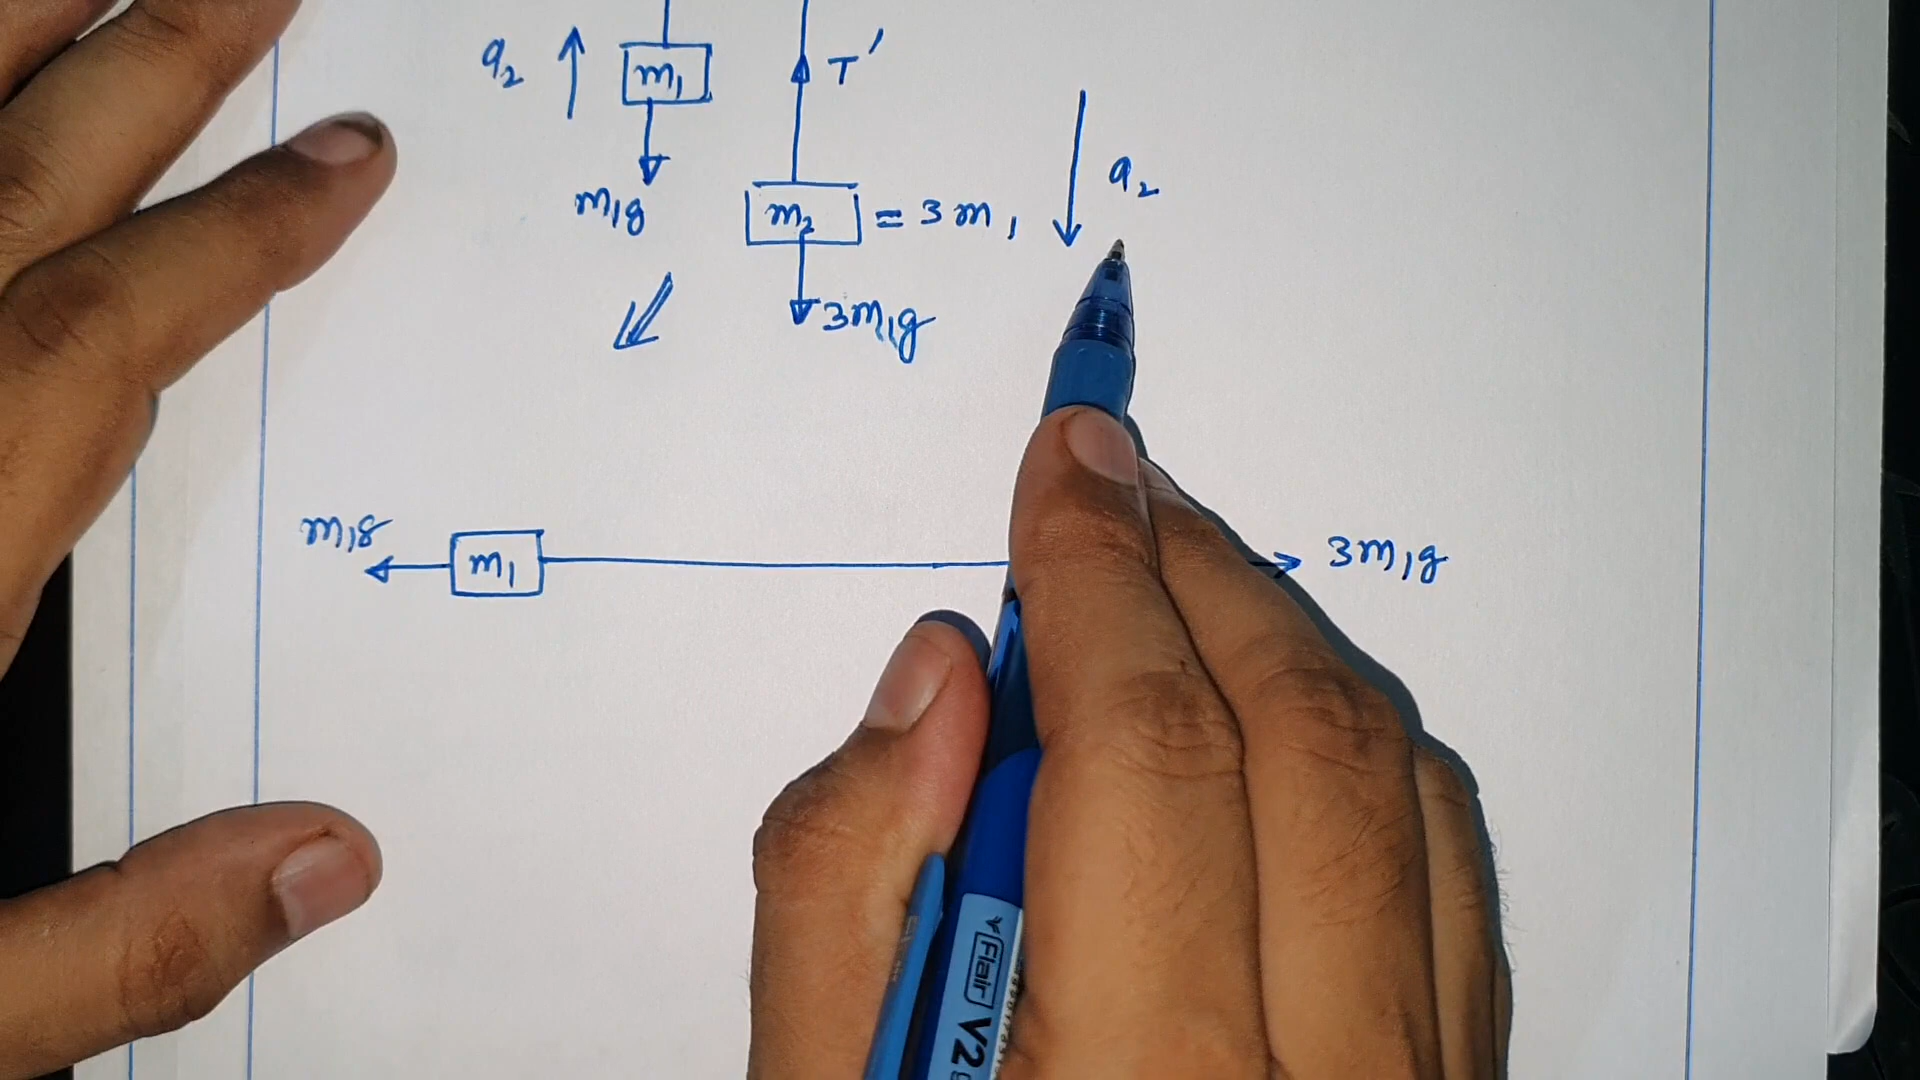 a₂ m₁ T'
m₁g m₂ = 3m₁ a₂
3m₁g
m₁g m₁ 3m₁g
Flair V2